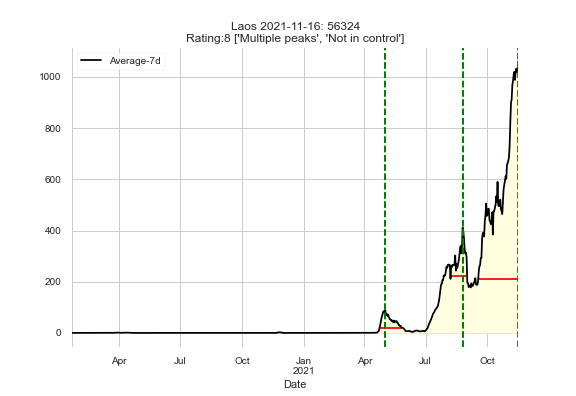 Laos 2021-11-16: 56324
Rating:8 ['Multiple peaks', 'Not in control']
Average-7d
1000
800
600
400
200
0
Apr
Jul
Oct
Jan
2021
Apr
Jul
Oct
Date